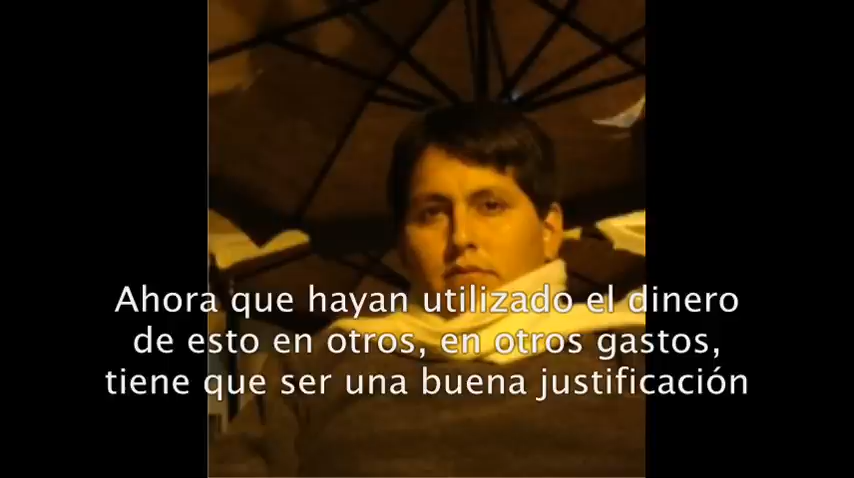 Ahora que hayan utilizado el dinero
de esto en otros, en otros gastos,
tiene que ser una buena justificación